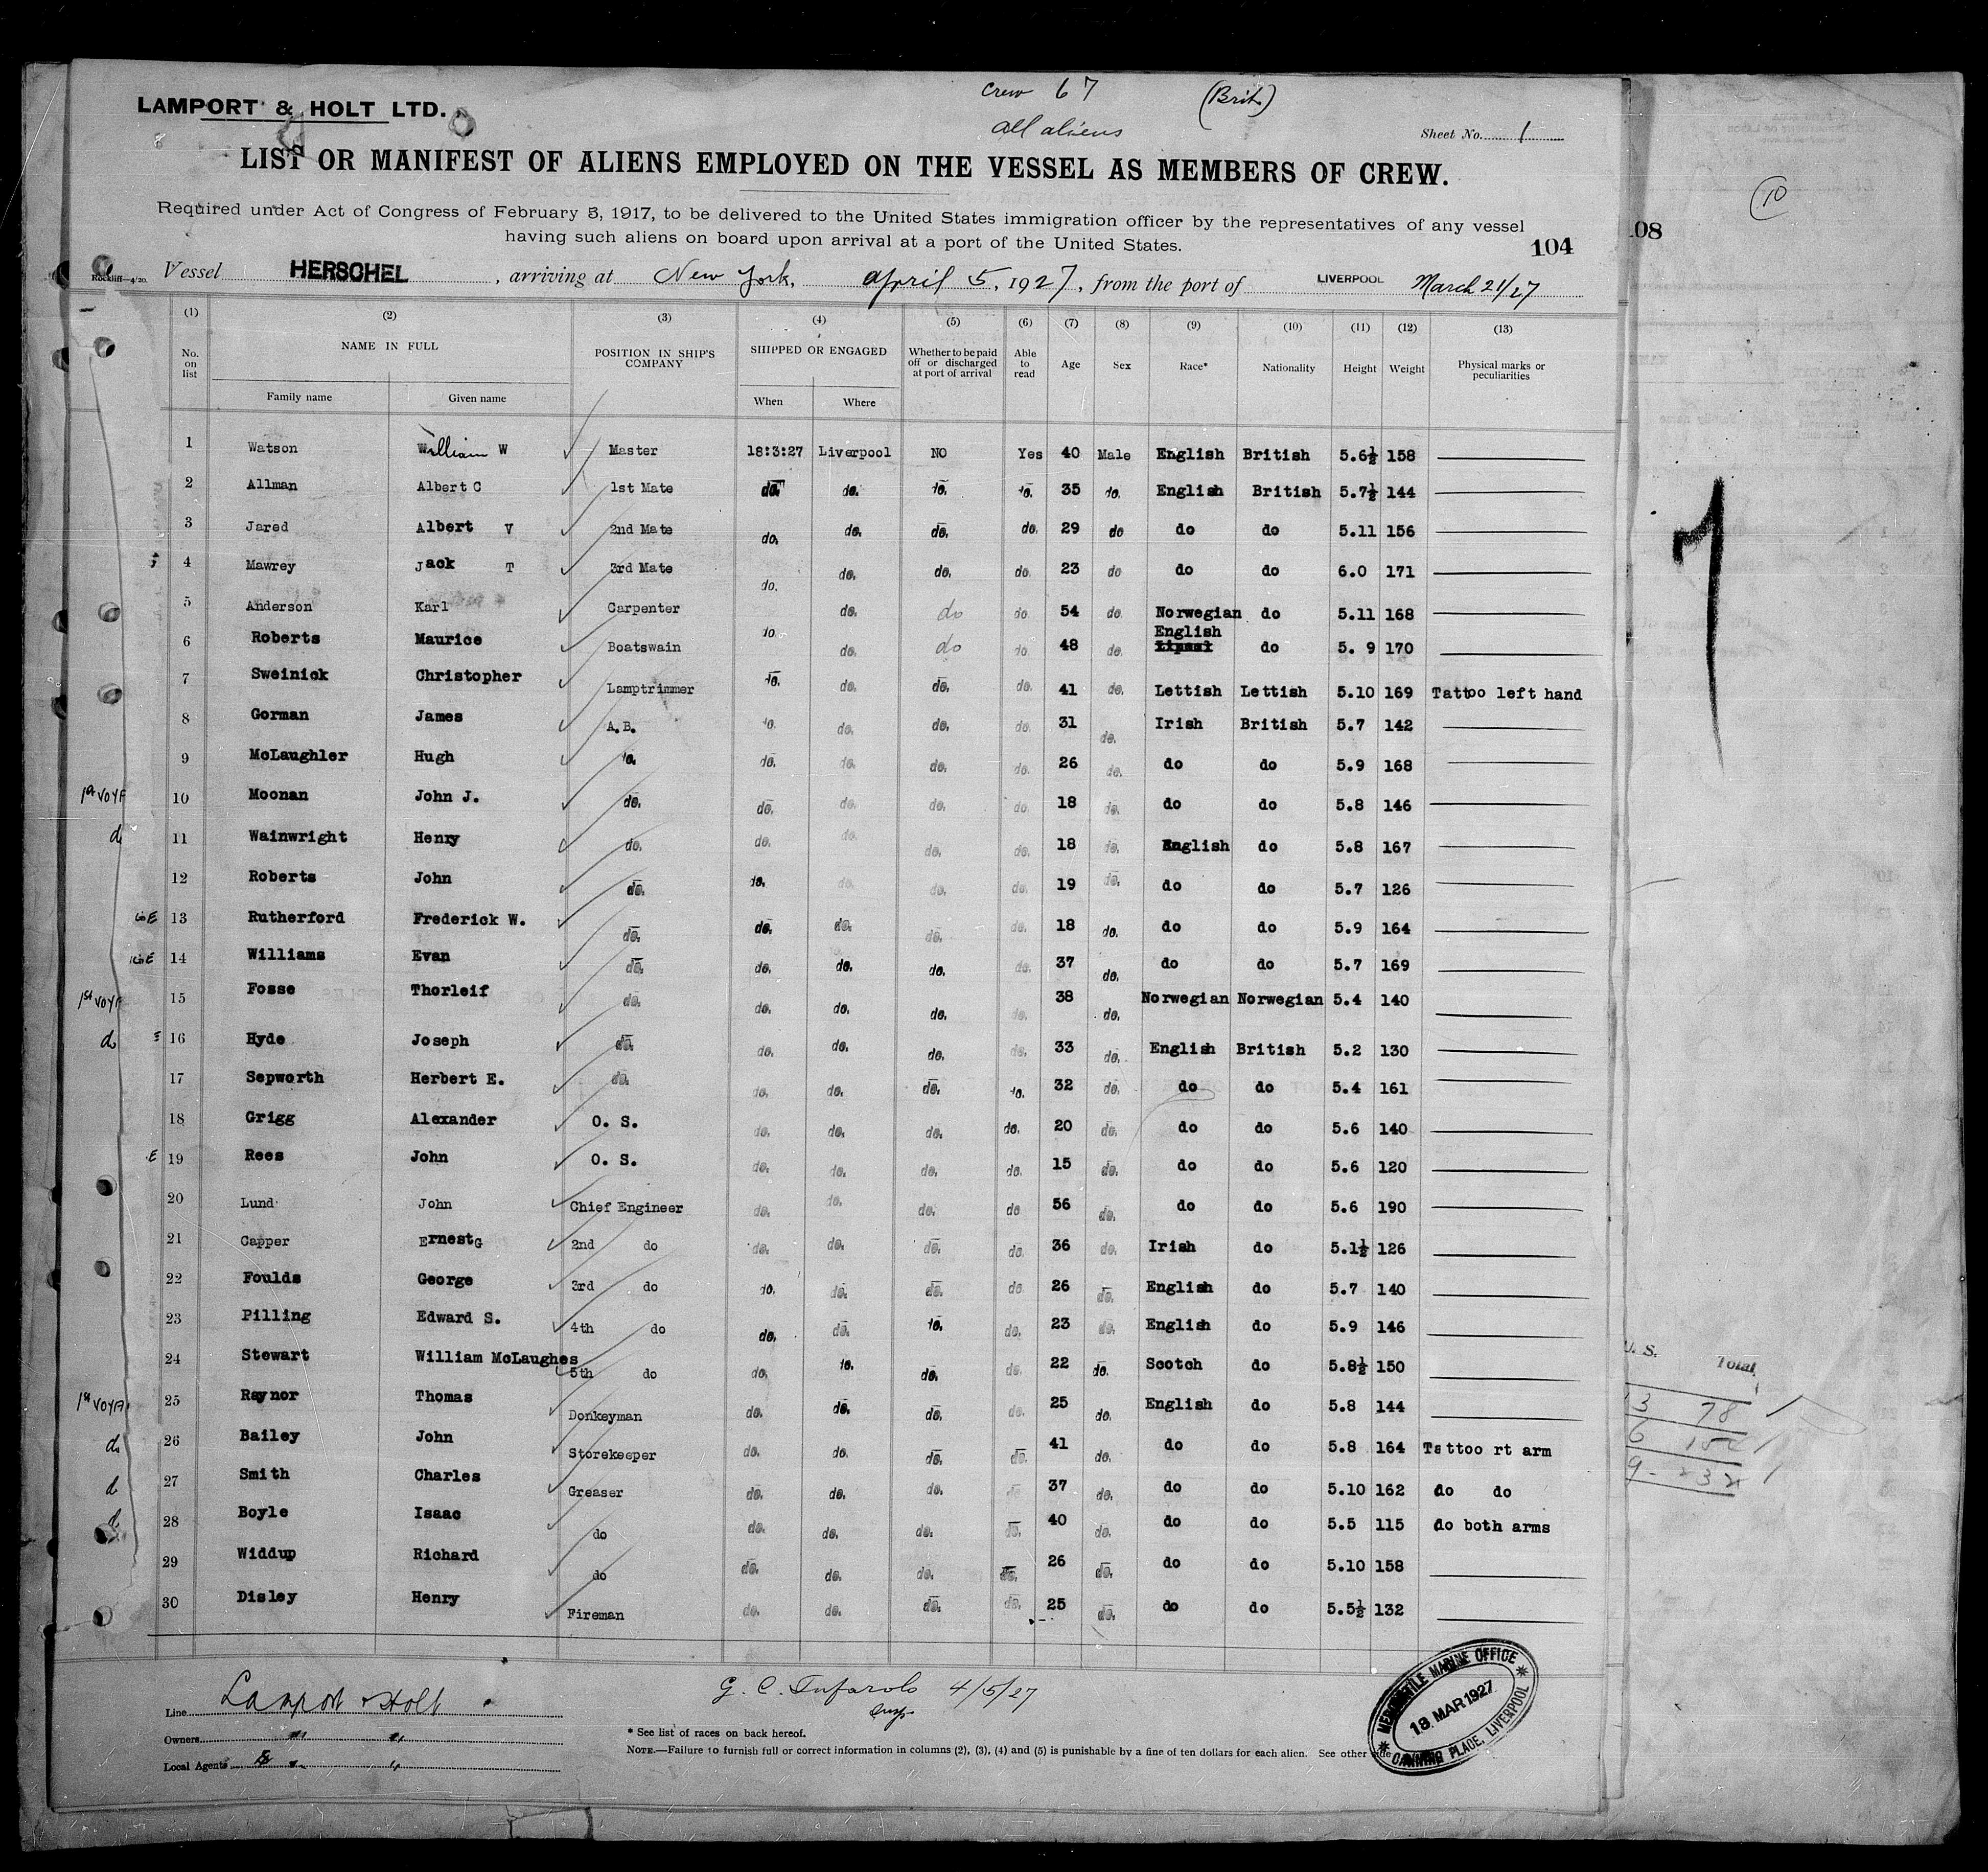 crew 67 (Brit)
LAMPORT & HOLT LTD.
all aliens
Sheet No. 1
LIST OR MANIFEST OF ALIENS EMPLOYED ON THE VESSEL AS MEMBERS OF CREW.
Required under Act of Congress of February 5, 1917, to be delivered to the United States immigration officer by the representatives of any vessel
having such aliens on board upon arrival at a port of the United States.
104
08
10
Rockliff—4/20.
Vessel HERSCHEL, arriving at New York, April 5, 1927, from the port of LIVERPOOL March 21/27
(1) (2) (3) (4) (5) (6) (7) (8) (9) (10) (11) (12) (13)
No. on list NAME IN FULL POSITION IN SHIP'S COMPANY SHIPPED OR ENGAGED Whether to be paid off or discharged at port of arrival Able to read Age Sex Race* Nationality Height Weight Physical marks or peculiarities
Family name Given name When Where
1 Watson William W Master 18:3:27 Liverpool NO Yes 40 Male English British 5.6½ 158
2 Allman Albert C 1st Mate do. do. do. do. 35 do. English British 5.7½ 144
3 Jared Albert V 2nd Mate do. do. do. do. 29 do do do 5.11 156
4 Mawrey Jack T 3rd Mate do. do. do. do. 23 do do do 6.0 171
5 Anderson Karl Carpenter do. do do 54 do. Norwegian do 5.11 168
6 Roberts Maurice Boatswain do. do. do do. 48 do. English do 5. 9 170
7 Sweinick Christopher Lamptrimmer do. do. do. do. 41 do. Lettish Lettish 5.10 169 Tattoo left hand
8 Gorman James A.B. do. do. do. do. 31 do. Irish British 5.7 142
9 McLaughler Hugh do. do. do. do. do. 26 do. do do 5.9 168
1st VOYA 10 Moonan John J. do. do. do. do. do. 18 do. do do 5.8 146
d 11 Wainwright Henry do. do. do. do. do. 18 do. English do 5.8 167
12 Roberts John do. do. do. do. do. 19 do. do do 5.7 126
13 Rutherford Frederick W. do. do. do. do. do. 18 do. do do 5.9 164
14 Williams Evan do. do. do. do. do. 37 do. do do 5.7 169
1st VOYA 15 Fosse Thorleif do. do. do. do. do. 38 do. Norwegian Norwegian 5.4 140
do 16 Hyde Joseph do. do. do. do. do. 33 do. English British 5.2 130
17 Sepworth Herbert E. do. do. do. do. do. 32 do. do do 5.4 161
18 Grigg Alexander O. S. do. do. do. do. 20 do. do do 5.6 140
E 19 Rees John O. S. do. do. do. do. 15 do. do do 5.6 120
20 Lund John Chief Engineer do. do. do. do 56 do. do do 5.6 190
21 Capper Ernest G 2nd do do. do. do. do. 36 do. Irish do 5.1½ 126
22 Foulds George 3rd do do. do. do. do. 26 do. English do 5.7 140
23 Pilling Edward S. 4th do do. do. do. do. 23 do. English do 5.9 146
24 Stewart William McLaughes 5th do do. do. do. do. 22 do. Scotch do 5.8½ 150
1st VOYA 25 Raynor Thomas Donkeyman do. do. do. do. 25 do. English do 5.8 144
do 26 Bailey John Storekeeper do. do. do. do. 41 do. do do 5.8 164 Tattoo rt arm
d 27 Smith Charles Greaser do. do. do. do. 37 do. do do 5.10 162 do do
d 28 Boyle Isaac do do. do. do. do. 40 do. do do 5.5 115 do both arms
29 Widdup Richard do do. do. do. do. 26 do. do do 5.10 158
30 Disley Henry Fireman do. do. do. do. 25 do. do do 5.5½ 132
U. S. Total
3 78
6
9 - 232
Line Lamport & Holt
Owners " "
Local Agents " "
G. C. Infarolo 4/5/27
Insp
* See list of races on back hereof.
NOTE.—Failure to furnish full or correct information in columns (2), (3), (4) and (5) is punishable by a fine of ten dollars for each alien. See other side
MERCANTILE MARINE OFFICE
18 MAR 1927
CANNING PLACE, LIVERPOOL